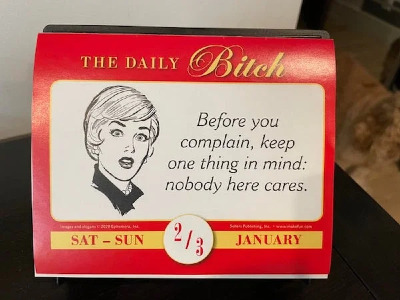 THE DAILY Bitch
Before you
complain, keep
one thing in mind:
nobody here cares.
SAT – SUN
2/3
JANUARY